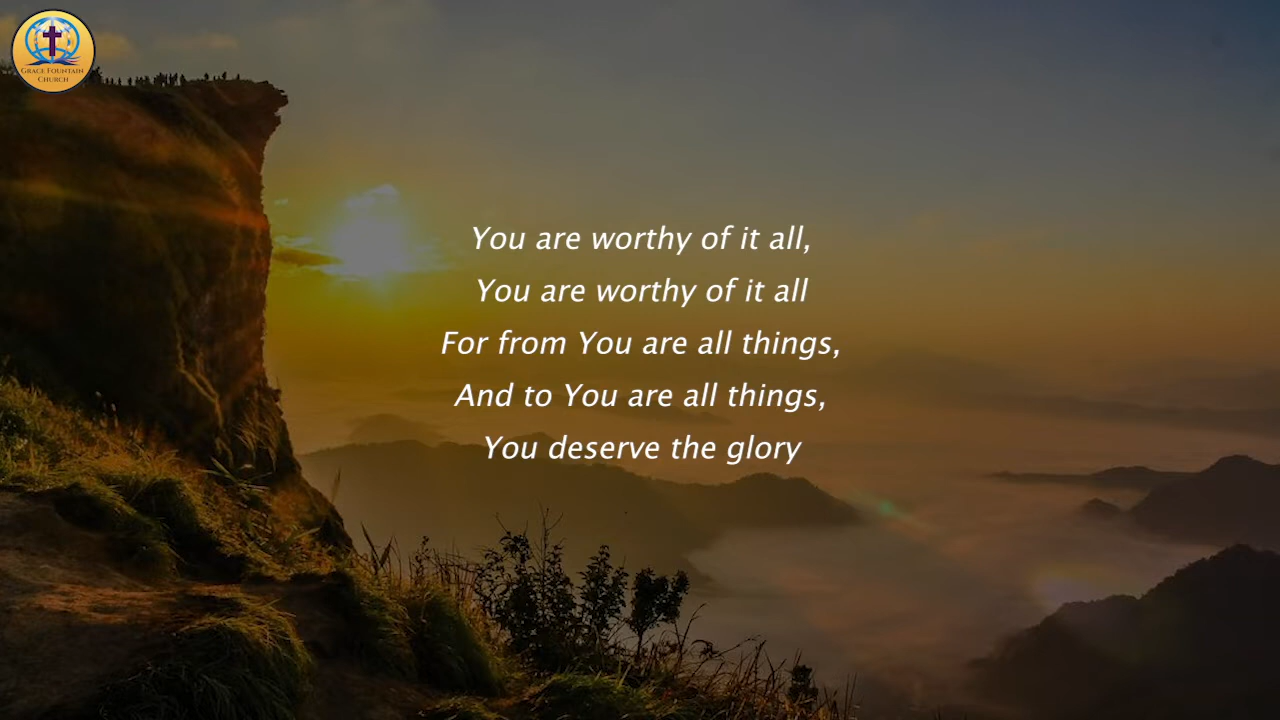 GRACE FOUNTAIN
CHURCH
You are worthy of it all,
You are worthy of it all
For from You are all things,
And to You are all things,
You deserve the glory